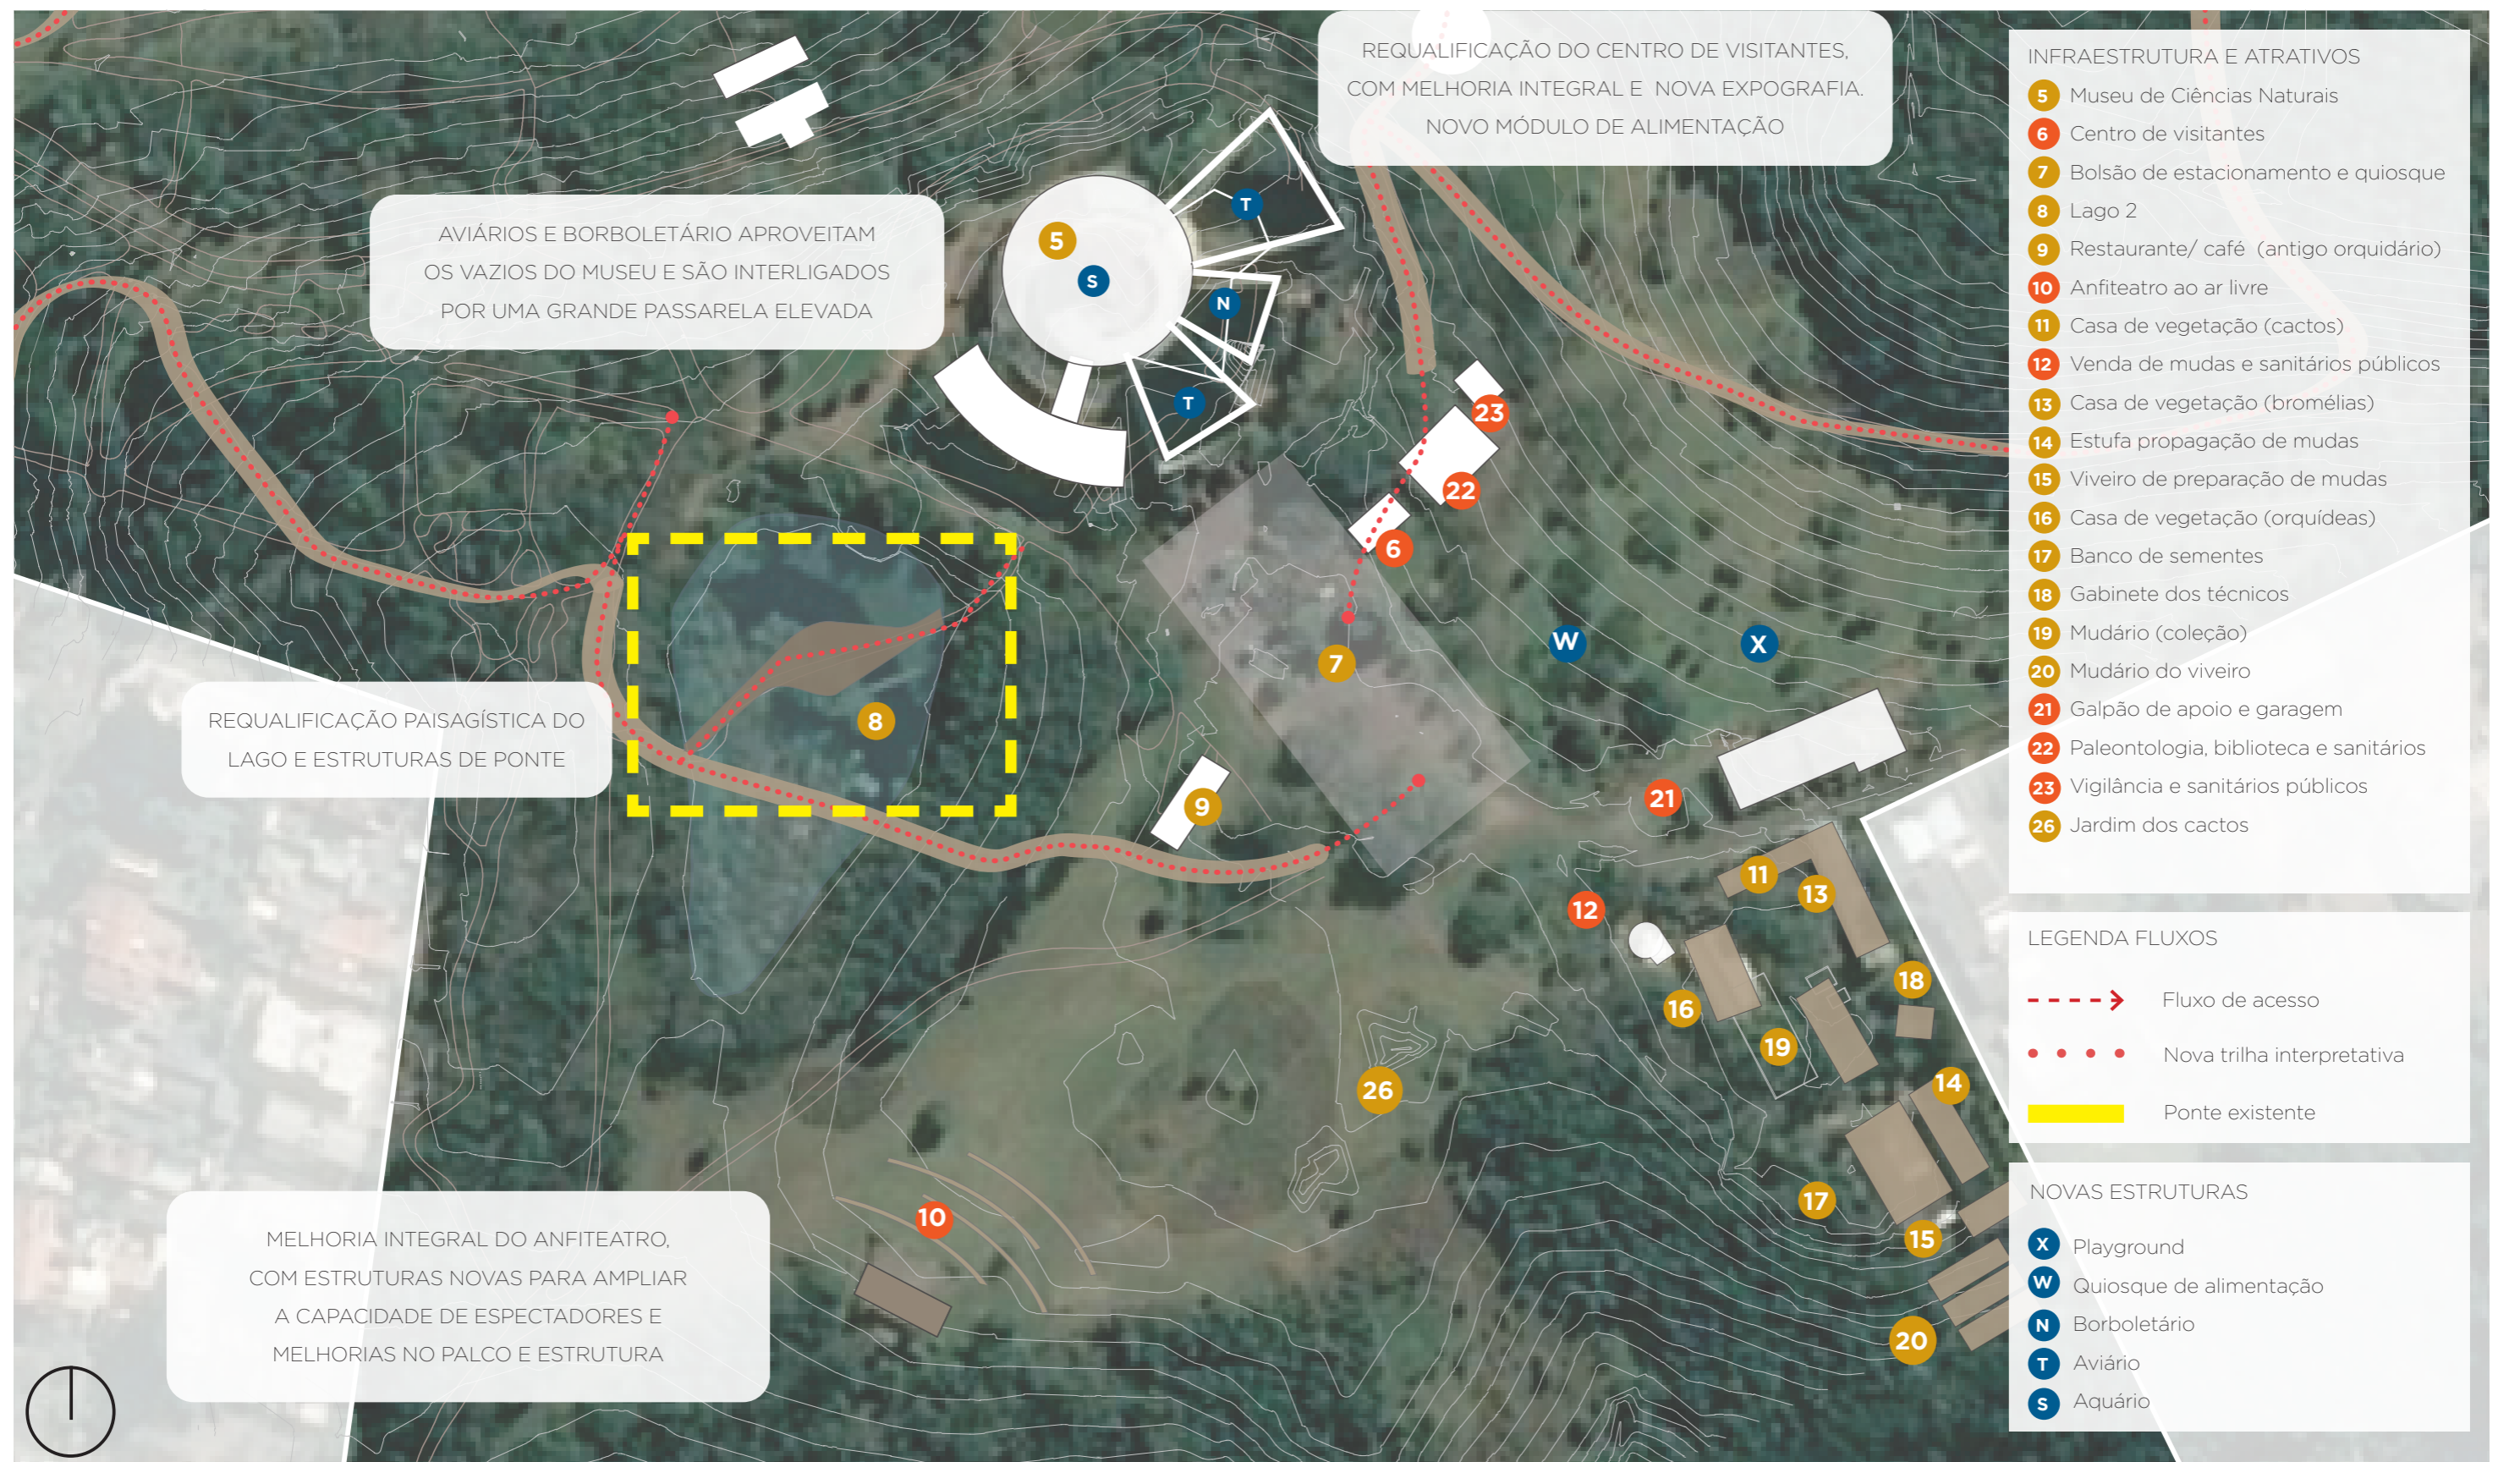 REQUALIFICAÇÃO DO CENTRO DE VISITANTES,
COM MELHORIA INTEGRAL E NOVA EXPOGRAFIA.
NOVO MÓDULO DE ALIMENTAÇÃO
AVIÁRIOS E BORBOLETÁRIO APROVEITAM
OS VAZIOS DO MUSEU E SÃO INTERLIGADOS
POR UMA GRANDE PASSARELA ELEVADA
T
5
S
N
T
23
22
6
7
W
X
REQUALIFICAÇÃO PAISAGÍSTICA DO
LAGO E ESTRUTURAS DE PONTE
8
9
21
11
13
12
18
16
19
26
14
17
15
10
20
MELHORIA INTEGRAL DO ANFITEATRO,
COM ESTRUTURAS NOVAS PARA AMPLIAR
A CAPACIDADE DE ESPECTADORES E
MELHORIAS NO PALCO E ESTRUTURA
INFRAESTRUTURA E ATRATIVOS
5 Museu de Ciências Naturais
6 Centro de visitantes
7 Bolsão de estacionamento e quiosque
8 Lago 2
9 Restaurante/ café (antigo orquidário)
10 Anfiteatro ao ar livre
11 Casa de vegetação (cactos)
12 Venda de mudas e sanitários públicos
13 Casa de vegetação (bromélias)
14 Estufa propagação de mudas
15 Viveiro de preparação de mudas
16 Casa de vegetação (orquídeas)
17 Banco de sementes
18 Gabinete dos técnicos
19 Mudário (coleção)
20 Mudário do viveiro
21 Galpão de apoio e garagem
22 Paleontologia, biblioteca e sanitários
23 Vigilância e sanitários públicos
26 Jardim dos cactos
LEGENDA FLUXOS
Fluxo de acesso
Nova trilha interpretativa
Ponte existente
NOVAS ESTRUTURAS
X Playground
W Quiosque de alimentação
N Borboletário
T Aviário
S Aquário